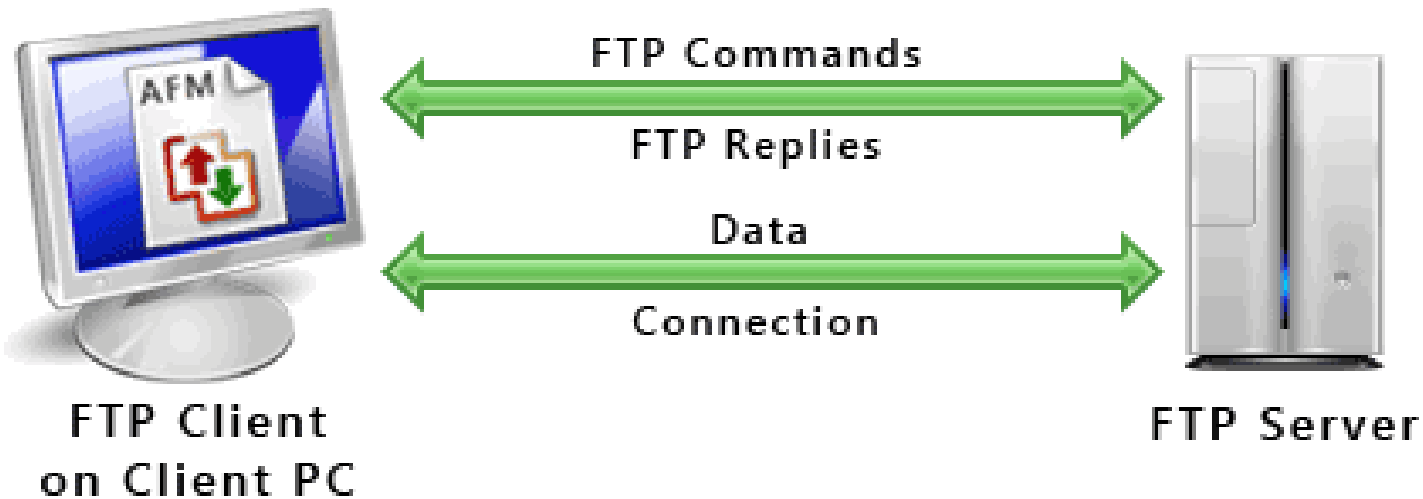 AFM
FTP Commands
FTP Replies
Data
Connection
FTP Client
on Client PC
FTP Server